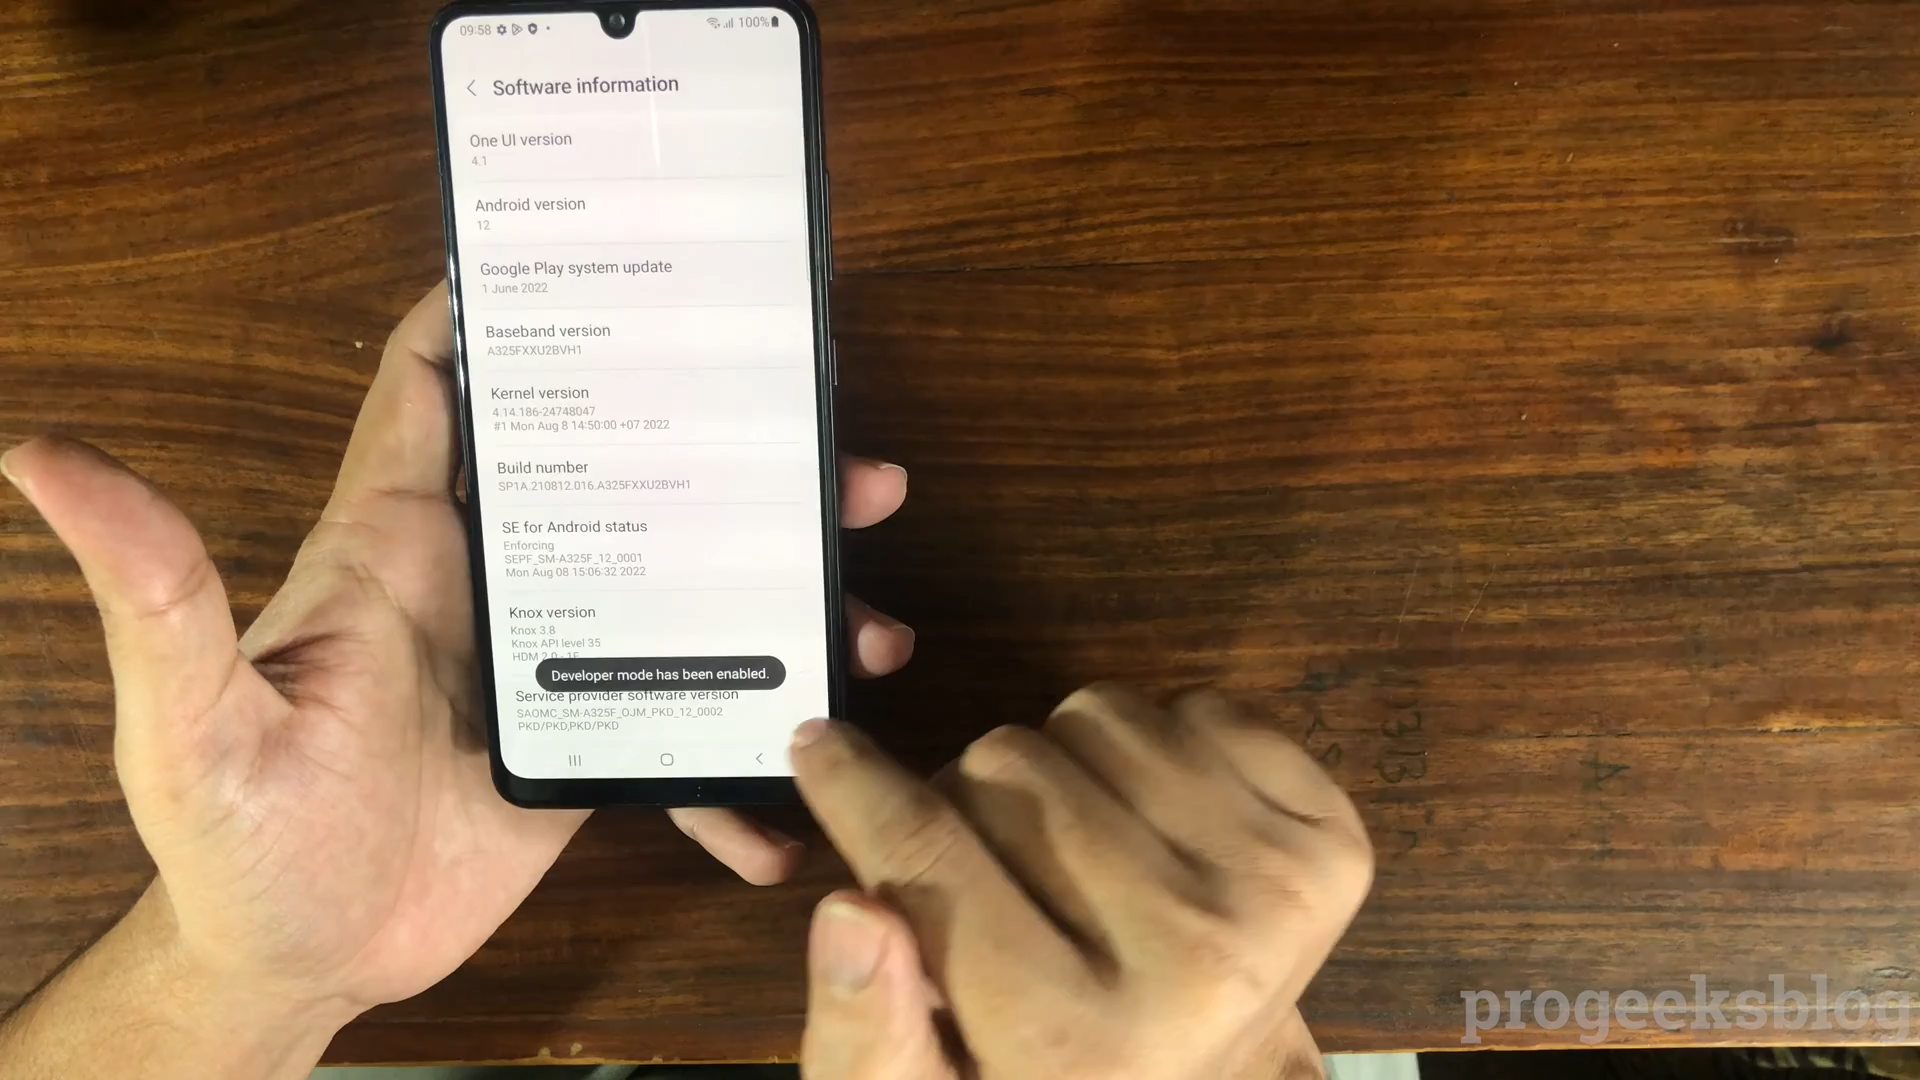 09:58
100%
Software information
One UI version
4.1
Android version
12
Google Play system update
1 June 2022
Baseband version
A325FXXU2BVH1
Kernel version
4.14.186-24748047
#1 Mon Aug 8 14:50:00 +07 2022
Build number
SP1A.210812.016.A325FXXU2BVH1
SE for Android status
Enforcing
SEPF_SM-A325F_12_0001
Mon Aug 08 15:06:32 2022
Knox version
Knox 3.8
Knox API level 35
HDM 2.0 - 1F
Developer mode has been enabled.
Service provider software version
SAOMC_SM-A325F_OJM_PKD_12_0002
PKD/PKD,PKD/PKD
progeeksblog